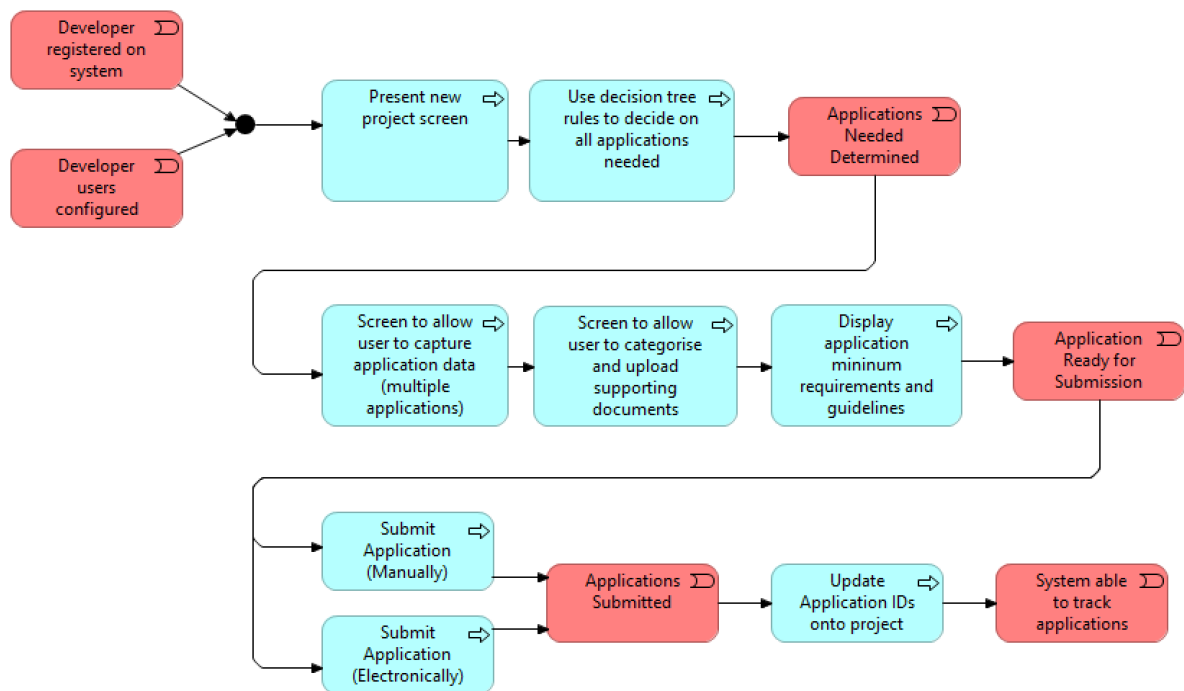 Developer
registered on
system
Developer
users
configured
Present new
project screen
Use decision tree
rules to decide on
all applications
needed
Applications
Needed
Determined
Screen to allow
user to capture
application data
(multiple
applications)
Screen to allow
user to categorise
and upload
supporting
documents
Display
application
mininum
requirements and
guidelines
Application
Ready for
Submission
Submit
Application
(Manually)
Submit
Application
(Electronically)
Applications
Submitted
Update
Application IDs
onto project
System able
to track
applications